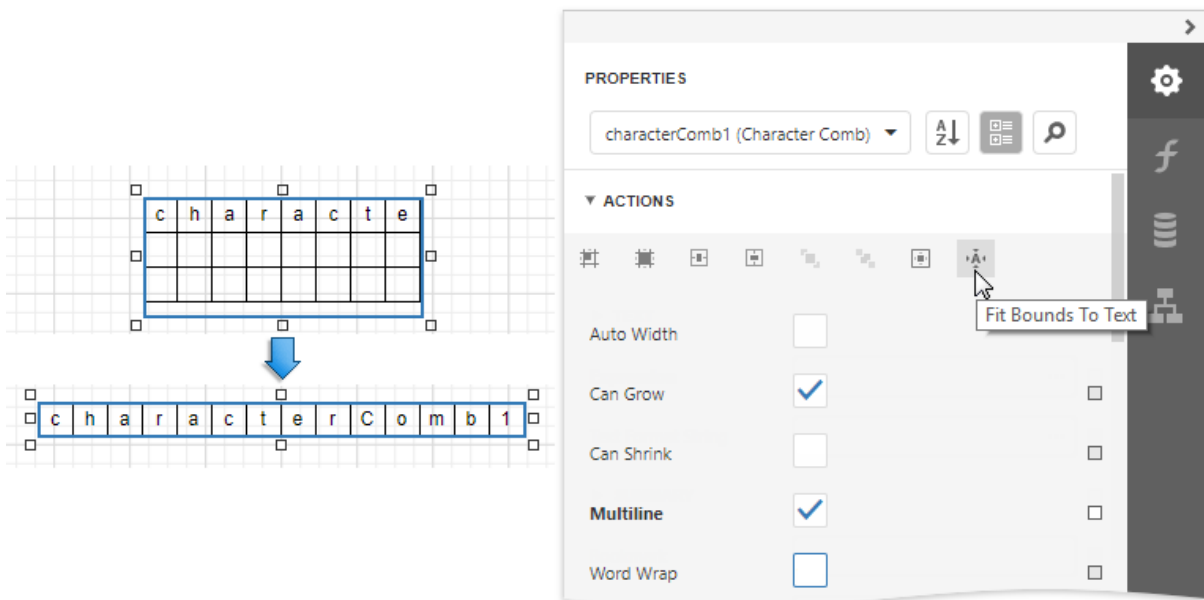 PROPERTIES
characterComb1 (Character Comb)
A
Z
ACTIONS
A
Fit Bounds To Text
Auto Width
Can Grow
Can Shrink
Multiline
Word Wrap
c h a r a c t e
c h a r a c t e r C o m b 1